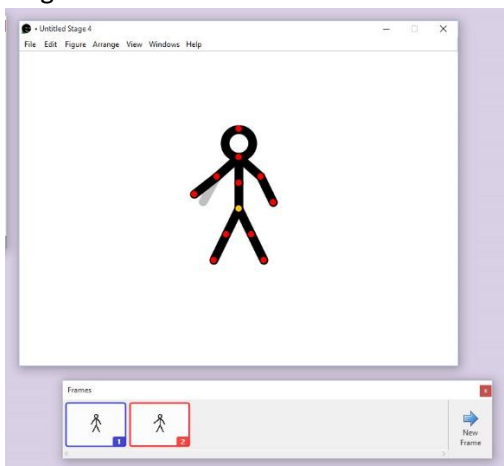 • Untitled Stage 4
File Edit Figure Arrange View Windows Help
Frames
1
2
New
Frame